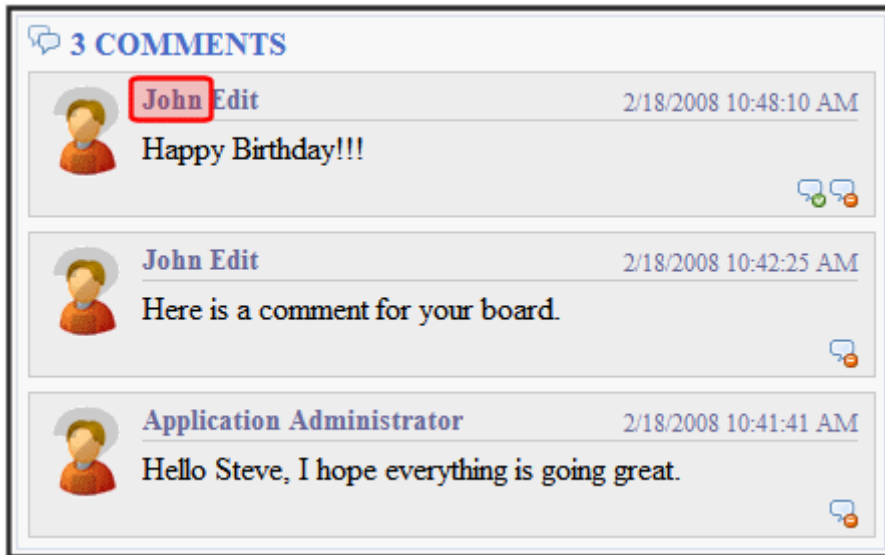 3 COMMENTS
John Edit 2/18/2008 10:48:10 AM
Happy Birthday!!!
John Edit 2/18/2008 10:42:25 AM
Here is a comment for your board.
Application Administrator 2/18/2008 10:41:41 AM
Hello Steve, I hope everything is going great.